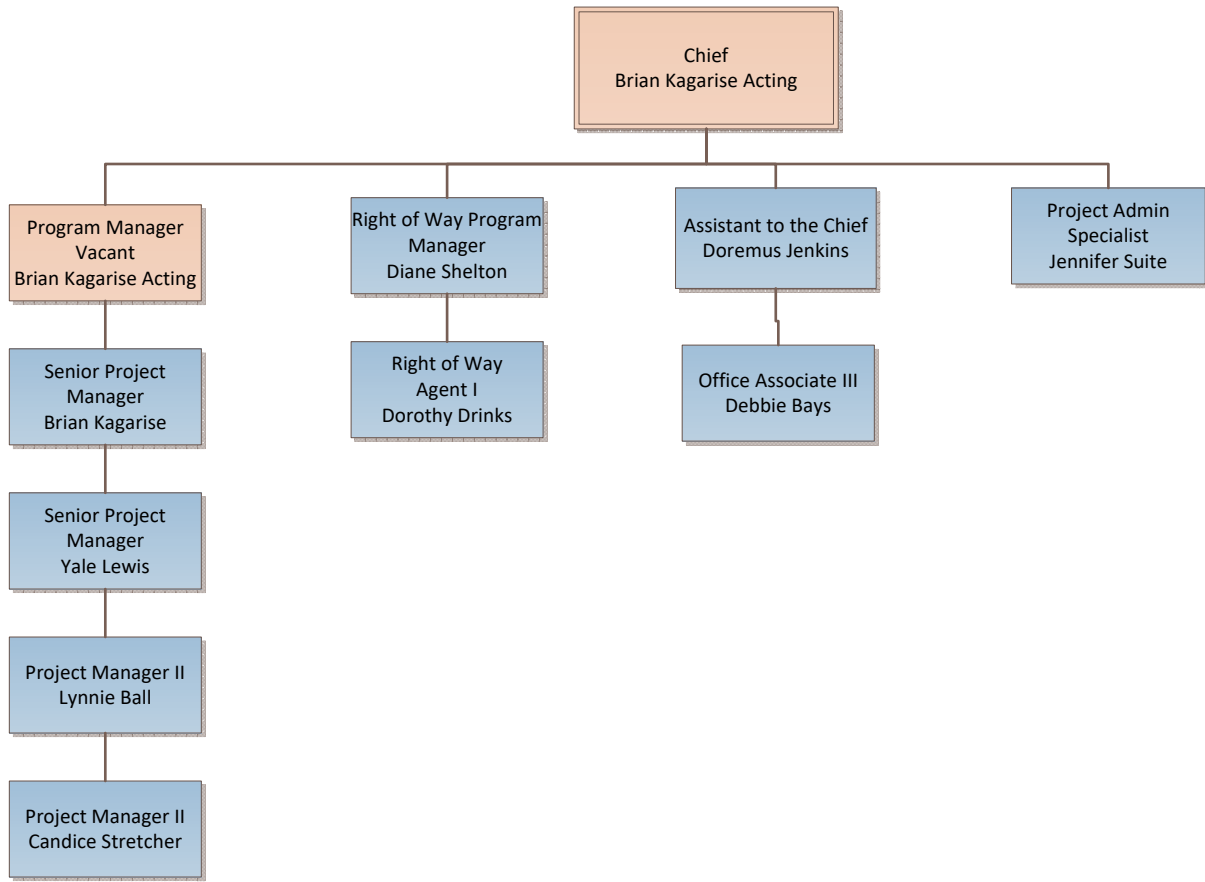 Chief
Brian Kagarise Acting
Program Manager
Vacant
Brian Kagarise Acting
Right of Way Program
Manager
Diane Shelton
Assistant to the Chief
Doremus Jenkins
Project Admin
Specialist
Jennifer Suite
Senior Project
Manager
Brian Kagarise
Right of Way
Agent I
Dorothy Drinks
Office Associate III
Debbie Bays
Senior Project
Manager
Yale Lewis
Project Manager II
Lynnie Ball
Project Manager II
Candice Stretcher